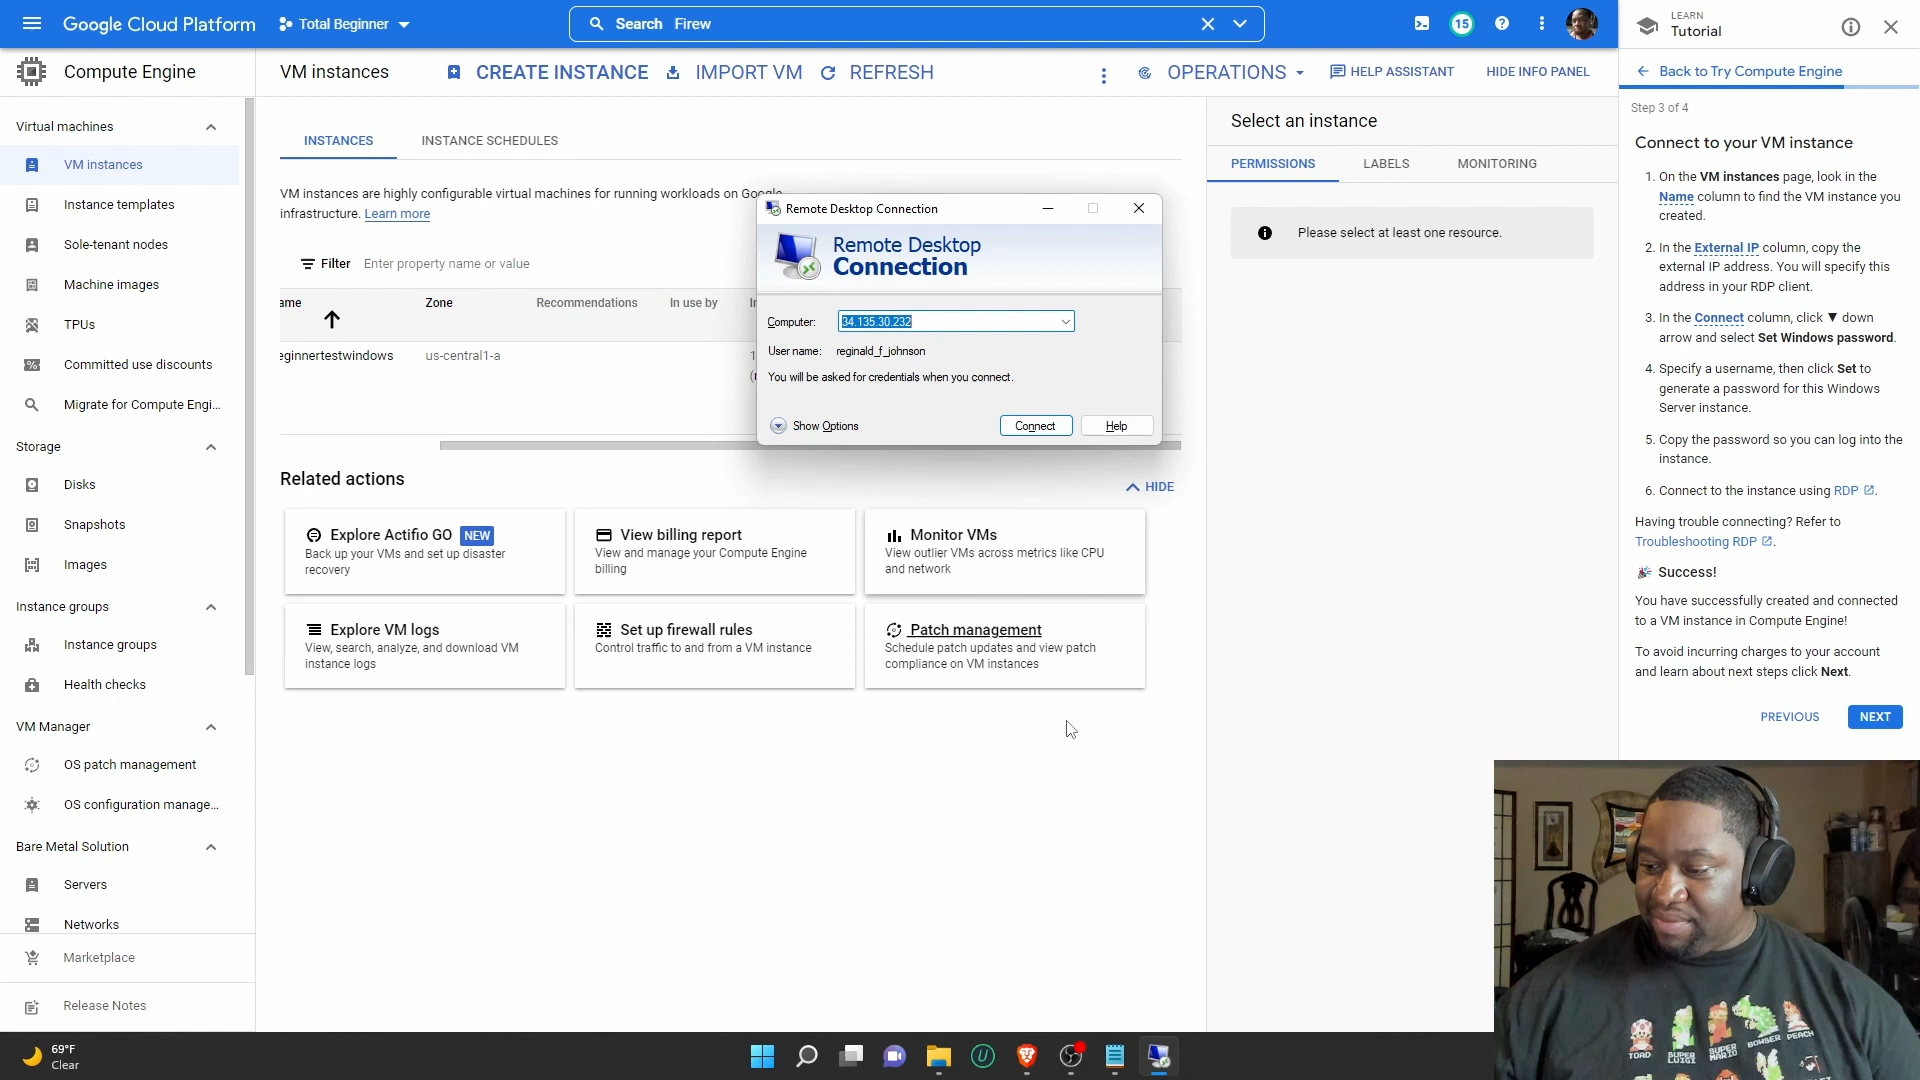 Google Cloud Platform
Total Beginner
Search Firew
15
LEARN
Tutorial
Compute Engine
VM instances
CREATE INSTANCE
IMPORT VM
REFRESH
OPERATIONS
HELP ASSISTANT
HIDE INFO PANEL
Back to Try Compute Engine
Virtual machines
VM instances
Instance templates
Sole-tenant nodes
Machine images
TPUs
Committed use discounts
Migrate for Compute Engi...
Storage
Disks
Snapshots
Images
Instance groups
Instance groups
Health checks
VM Manager
OS patch management
OS configuration manage...
Bare Metal Solution
Servers
Networks
Marketplace
Release Notes
INSTANCES
INSTANCE SCHEDULES
VM instances are highly configurable virtual machines for running workloads on Google
infrastructure. Learn more
Filter Enter property name or value
ame
Zone
Recommendations
In use by
In
eginnertestwindows
us-central1-a
1
(r
Remote Desktop Connection
Remote Desktop
Connection
Computer: 34.135.30.232
User name: reginald_f_johnson
You will be asked for credentials when you connect.
Show Options
Connect
Help
Related actions
HIDE
Explore Actifio GO NEW
Back up your VMs and set up disaster
recovery
View billing report
View and manage your Compute Engine
billing
Monitor VMs
View outlier VMs across metrics like CPU
and network
Explore VM logs
View, search, analyze, and download VM
instance logs
Set up firewall rules
Control traffic to and from a VM instance
Patch management
Schedule patch updates and view patch
compliance on VM instances
Select an instance
PERMISSIONS
LABELS
MONITORING
Please select at least one resource.
Step 3 of 4
Connect to your VM instance
1. On the VM instances page, look in the
Name column to find the VM instance you
created.
2. In the External IP column, copy the
external IP address. You will specify this
address in your RDP client.
3. In the Connect column, click ▼ down
arrow and select Set Windows password.
4. Specify a username, then click Set to
generate a password for this Windows
Server instance.
5. Copy the password so you can log into the
instance.
6. Connect to the instance using RDP.
Having trouble connecting? Refer to
Troubleshooting RDP.
Success!
You have successfully created and connected
to a VM instance in Compute Engine!
To avoid incurring charges to your account
and learn about next steps click Next.
PREVIOUS
NEXT
TOAD
SUPER
LUIGI
SUPER
MARIO
BOWSER
PEACH
69°F
Clear